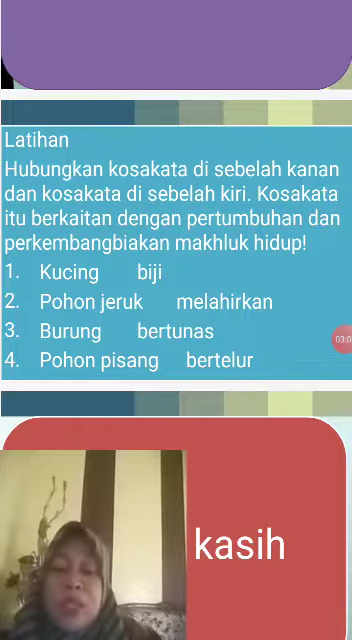 Latihan
Hubungkan kosakata di sebelah kanan
dan kosakata di sebelah kiri. Kosakata
itu berkaitan dengan pertumbuhan dan
perkembangbiakan makhluk hidup!
1. Kucing biji
2. Pohon jeruk melahirkan
3. Burung bertunas
4. Pohon pisang bertelur
kasih